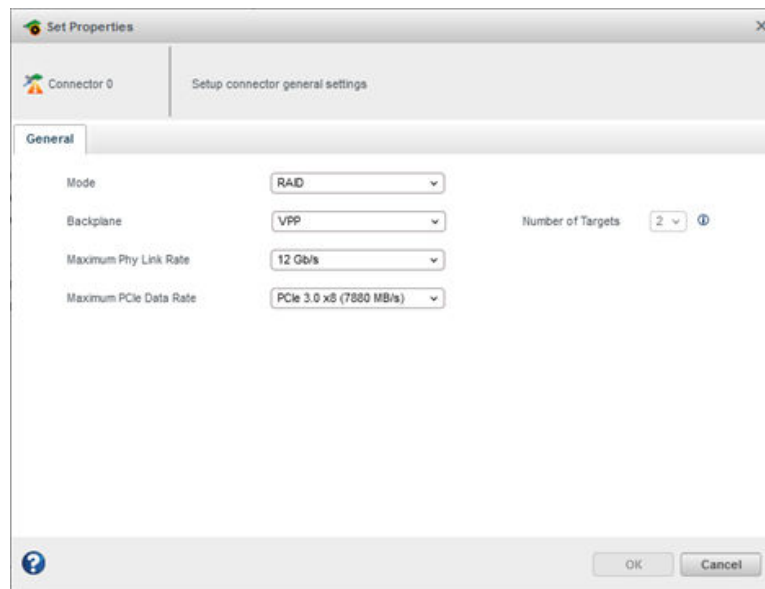 Set Properties
Connector 0
Setup connector general settings
General
Mode RAID
Backplane VPP Number of Targets 2
Maximum Phy Link Rate 12 Gb/s
Maximum PCIe Data Rate PCIe 3.0 x8 (7880 MB/s)
OK Cancel